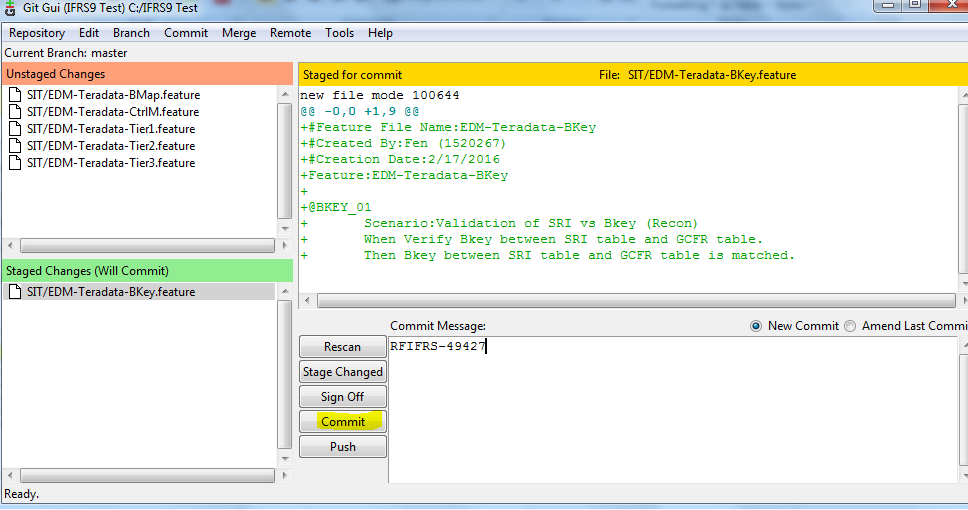 Git Gui (IFRS9 Test) C:/IFRS9 Test
Repository Edit Branch Commit Merge Remote Tools Help
Current Branch: master
Unstaged Changes
SIT/EDM-Teradata-BMap.feature
SIT/EDM-Teradata-CtrlM.feature
SIT/EDM-Teradata-Tier1.feature
SIT/EDM-Teradata-Tier2.feature
SIT/EDM-Teradata-Tier3.feature
Staged Changes (Will Commit)
SIT/EDM-Teradata-BKey.feature
Staged for commit File: SIT/EDM-Teradata-BKey.feature
new file mode 100644
@@ -0,0 +1,9 @@
+#Feature File Name:EDM-Teradata-BKey
+#Created By:Fen (1520267)
+#Creation Date:2/17/2016
+Feature:EDM-Teradata-BKey
+
+@BKEY_01
+ Scenario:Validation of SRI vs Bkey (Recon)
+ When Verify Bkey between SRI table and GCFR table.
+ Then Bkey between SRI table and GCFR table is matched.
Commit Message: New Commit Amend Last Commi
Rescan
Stage Changed
Sign Off
Commit
Push
RFIFRS-49427
Ready.